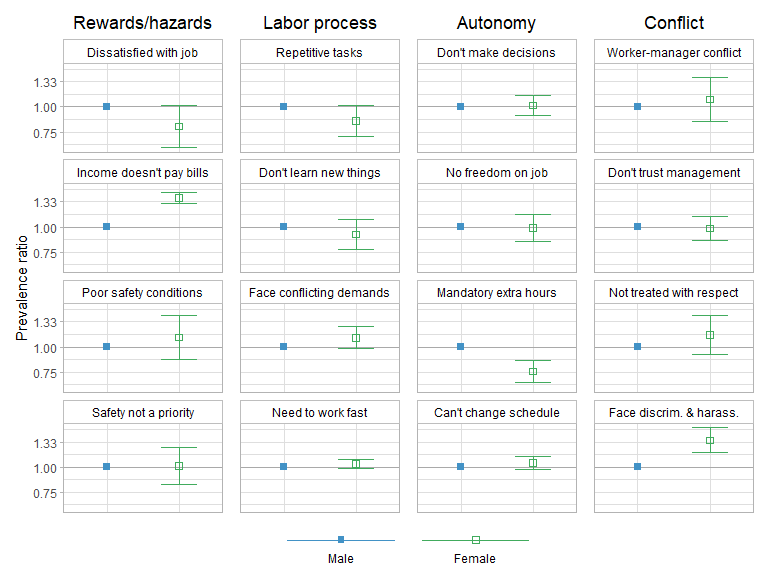 Rewards/hazards Labor process Autonomy Conflict
Dissatisfied with job Repetitive tasks Don't make decisions Worker-manager conflict
1.33
1.00
0.75
Income doesn't pay bills Don't learn new things No freedom on job Don't trust management
1.33
1.00
0.75
Prevalence ratio
Poor safety conditions Face conflicting demands Mandatory extra hours Not treated with respect
1.33
1.00
0.75
Safety not a priority Need to work fast Can't change schedule Face discrim. & harass.
1.33
1.00
0.75
Male Female